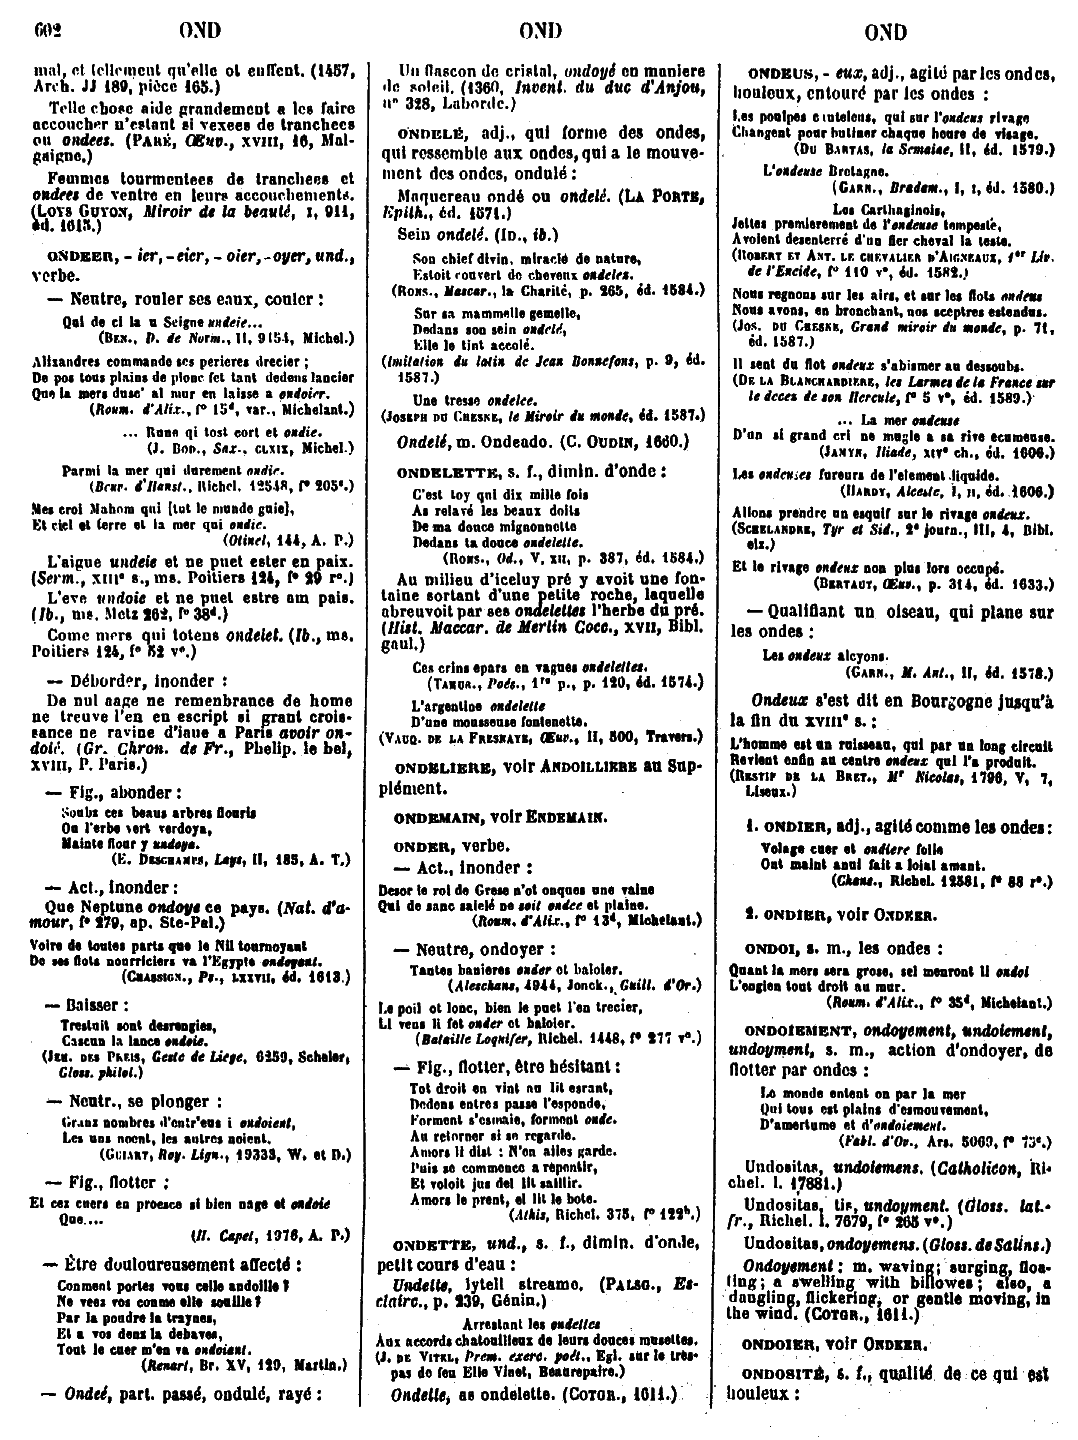 602 OND OND OND
mal, et tellement qu'elle ot enffent. (1457,
Arch. JJ 189, pièce 165.)
Telle chose aide grandement a les faire
accoucher n'estant si vexees de tranchees
ou ondees. (PARÉ, Œuv., XVIII, 16, Mal-
gaigne.)
Femmes tourmentees de tranchees et
ondees de ventre en leurs accouchements.
(LOYS GUYON, Miroir de la beauté, I, 911,
éd. 1615.)
ONDEER, - ier, -eier, - oier, -oyer, und.,
verbe.
— Neutre, rouler ses eaux, couler :
Qui de ci la u Seigne undeie...
(BEN., D. de Norm., II, 9154, Michel.)
Alixandres commande ses perieres drecier ;
De pos tous plains de plonc fet tant dedens lancier
Que la mers dusc' al mur en laisse a ondoier.
(Roum. d'Alix., f° 15d, var., Michelant.)
... Rune qi tost cort et ondie.
(J. BOD., Sax., CLXIX, Michel.)
Parmi la mer qui durement ondie.
(Beuv. d'Hanst., Richel. 12548, f° 205a.)
Mes croi Mahom qui [tot le munde guie],
Et ciel et terre et la mer qui ondie.
(Otinel, 144, A. P.)
L'aigue undeie et ne puet ester en paix.
(Serm., XIIIe s., ms. Poitiers 124, f° 29 r°.)
L'eve undoie et ne puet estre am pais.
(Ib., ms. Metz 262, f° 38d.)
Come mers qui totens ondeiet. (Ib., ms.
Poitiers 124, f° 52 v°.)
— Déborder, inonder :
De nul aage ne remenbrance de home
ne treuve l'en en escript si grant crois-
sance ne ravine d'iaue a Paris avoir on-
doié. (Gr. Chron. de Fr., Phelip. le bel,
XVIII, P. Paris.)
— Fig., abonder :
Soubz ces beaus arbres flouris
Ou l'erbe vert verdoya,
Mainte flour y undoya.
(E. DESCHAMPS, Lays, II, 185, A. T.)
— Act., inonder :
Que Neptune ondoye ce pays. (Nat. d'a-
mour, f° 279, ap. Ste-Pal.)
Voire de toutes parts que le Nil tournoyant
De ses flots nourriciers va l'Egypte ondoyant.
(CHASSIGN., Ps., LXXVII, éd. 1613.)
— Baisser :
Trestuit sont desrengies,
Cascun la lance ondoie.
(JEH. DES PREIS, Geste de Liege, 6259, Scheler,
Gloss. philol.)
— Neutr., se plonger :
Grans nombres d'entr'eus i ondoient,
Les uns noent, les autres noient.
(GUIART, Roy. Lign., 19333, W. et D.)
— Fig., flotter :
Et cez cuers en proesce si bien nage et ondoie
Que....
(H. Capet, 1976, A. P.)
— Être douloureusement affecté :
Conment portes vous celle andoille ?
Ne veez vos conme elle soille ?
Par la poudre la traynes,
Et a vos denz la debaves,
Tout le cuer m'en va ondoiant.
(Renart, Br. XV, 129, Martin.)
— Ondeé, part. passé, ondulé, rayé :
Un flascon de cristal, ondoyé en maniere
de soleil. (1360, Invent. du duc d'Anjou,
n° 328, Laborde.)
ONDELÉ, adj., qui forme des ondes,
qui ressemble aux ondes, qui a le mouve-
ment des ondes, ondulé :
Maquereau ondé ou ondelé. (LA PORTE,
Epith., éd. 1571.)
Sein ondelé. (ID., ib.)
Son chief divin, miracle de nature,
Estoit couvert de cheveux ondelez.
(RONS., Mascar., la Charité, p. 265, éd. 1584.)
Sur sa mammelle gemelle,
Dedans son sein ondelé,
Elle le tint accolé.
(Imitation du latin de Jean Bonnefons, p. 9, éd.
1587.)
Une tresse ondelee.
(JOSEPH DU CHESNE, le Miroir du monde, éd. 1587.)
Ondelé, m. Ondeado. (C. OUDIN, 1660.)
ONDELETTE, s. f., dimin. d'onde :
C'est toy qui dix mille fois
As relavé les beaux doits
De ma douce mignonnette
Dedans ta douce ondelette.
(RONS., Od., V, XII, p. 387, éd. 1584.)
Au milieu d'iceluy pré y avoit une fon-
taine sortant d'une petite roche, laquelle
abreuvoit par ses ondelettes l'herbe du pré.
(Hist. Maccar. de Merlin Coce., XVII, Bibl.
gaul.)
Ces crins epars en vagues ondelettes.
(TAHUR., Poés., 1re p., p. 120, éd. 1574.)
L'argentine ondelette
D'une mousseuse fontenette.
(VAUQ. DE LA FRESNAYE, Œuv., II, 500, Travers.)
ONDELIERE, voir ANDOILLIERE au Sup-
plément.
ONDEMAIN, voir ENDEMAIN.
ONDER, verbe.
— Act., inonder :
Desor le roi de Grese n'ot onques une vaine
Qui de sanc salelé ne soit ondee et plaine.
(Roum. d'Alix., f° 13d, Michelant.)
— Neutre, ondoyer :
Tantes banieres onder et baloier.
(Aleschans, 4944, Jonck., Guill. d'Or.)
Le poil ot lonc, bien le puet l'en trecier,
Li vens li fet onder et baloier.
(Bataille Loquifer, Richel. 1448, f° 277 v°.)
— Fig., flotter, être hésitant :
Tot droit en vint au lit esrant,
Dedens entres passe l'esponde,
Forment s'esmaie, forment onde.
Au retorner si se regarde.
Amors li dist : N'en alles garde.
Puis se commence a repentir,
Et voloit jus del lit saillir.
Amors le prent, el lit le bote.
(Athis, Richel. 375, f° 122b.)
ONDETTE, und., s. f., dimin. d'onde,
petit cours d'eau :
Undette, lytell streame. (PALSG., Es-
clairc., p. 239, Génin.)
Arrestant les ondettes
Aux accords chatouilleux de leurs douces musettes.
(J. DE VITEL, Prem. exerc. poét., Egl. sur le tres-
pas de feu Elie Vinet, Beaurepaire.)
Ondette, as ondelette. (COTGR., 1611.)
ONDEUS, - eux, adj., agité par les ondes,
houleux, entouré par les ondes :
Les poulpes cauteleux, qui sur l'ondeux rivage
Changent pour butiner chaque heure de visage.
(DU BARTAS, la Semaine, II, éd. 1579.)
L'ondeuse Bretagne.
(GARN., Bradam., I, I, éd. 1580.)
Les Carthaginois,
Jettes premierement de l'ondeuse tempeste,
Avoient desenterré d'un fier cheval la teste.
(ROBERT ET ANT. LE CHEVALIER D'AIGNEAUX, 1er Liv.
de l'Eneide, f° 110 v°, éd. 1582.)
Nous regnons sur les airs, et sur les flots ondeus
Nous avons, en bronchant, nos sceptres estendus.
(JOS. DU CHESNE, Grand miroir du monde, p. 71,
éd. 1587.)
Il sent du flot ondeux s'abismer au dessoubs.
(DE LA BLANCHARDIERE, les Larmes de la France sur
le deces de son Hercule, f° 5 v°, éd. 1589.)
... La mer ondeuse
D'un si grand cri ne mugle a sa rive ecumeuse.
(JAMYN, Iliade, XIVe ch., éd. 1606.)
Les ondeuses fureurs de l'element liquide.
(HARDY, Alceste, I, II, éd. 1606.)
Allons prendre un esquif sur le rivage ondeux.
(SCHELANDRE, Tyr et Sid., 2e journ., III, 4, Bibl.
elz.)
Et le rivage ondeux non plus lors occupé.
(BERTAUT, Œuv., p. 314, éd. 1633.)
— Qualifiant un oiseau, qui plane sur
les ondes :
Les ondeux alcyons.
(GARN., M. Ant., II, éd. 1578.)
Ondeux s'est dit en Bourgogne jusqu'à
la fin du XVIIIe s. :
L'homme est un ruisseau, qui par un long circuit
Revient enfin au centre ondeux qui l'a produit.
(RESTIF DE LA BRET., Mr Nicolas, 1796, V, 7,
Liseux.)
1. ONDIER, adj., agité comme les ondes :
Volage cuer et ondiere folie
Ont maint anui fait a loial amant.
(Chans., Richel. 12581, f° 88 r°.)
2. ONDIER, voir ONDEER.
ONDOI, s. m., les ondes :
Quant la mers sera grose, sel menront li ondoi
L'engien tout droit au mur.
(Roum. d'Alix., f° 35d, Michelant.)
ONDOIEMENT, ondoyement, undoiement,
undoyment, s. m., action d'ondoyer, de
flotter par ondes :
Le monde entent on par la mer
Qui tous est plains d'esmouvement,
D'amertume et d'ondoiement.
(Fabl. d'Ov., Ars. 5069, f° 73c.)
Undositas, undoiemens. (Catholicon, Ri-
chel. l. 17881.)
Undositas, tis, undoyment. (Gloss. lat.-
fr., Richel. l. 7679, f° 265 v°.)
Undositas, ondoyemens. (Gloss. de Salins.)
Ondoyement : m. waving; surging, floa-
ting; a swelling with billowes; also, a
dangling, flickering, or gentle moving, in
the wind. (COTGR., 1611.)
ONDOIER, voir ONDEER.
ONDOSITÉ, s. f., qualité de ce qui est
houleux :